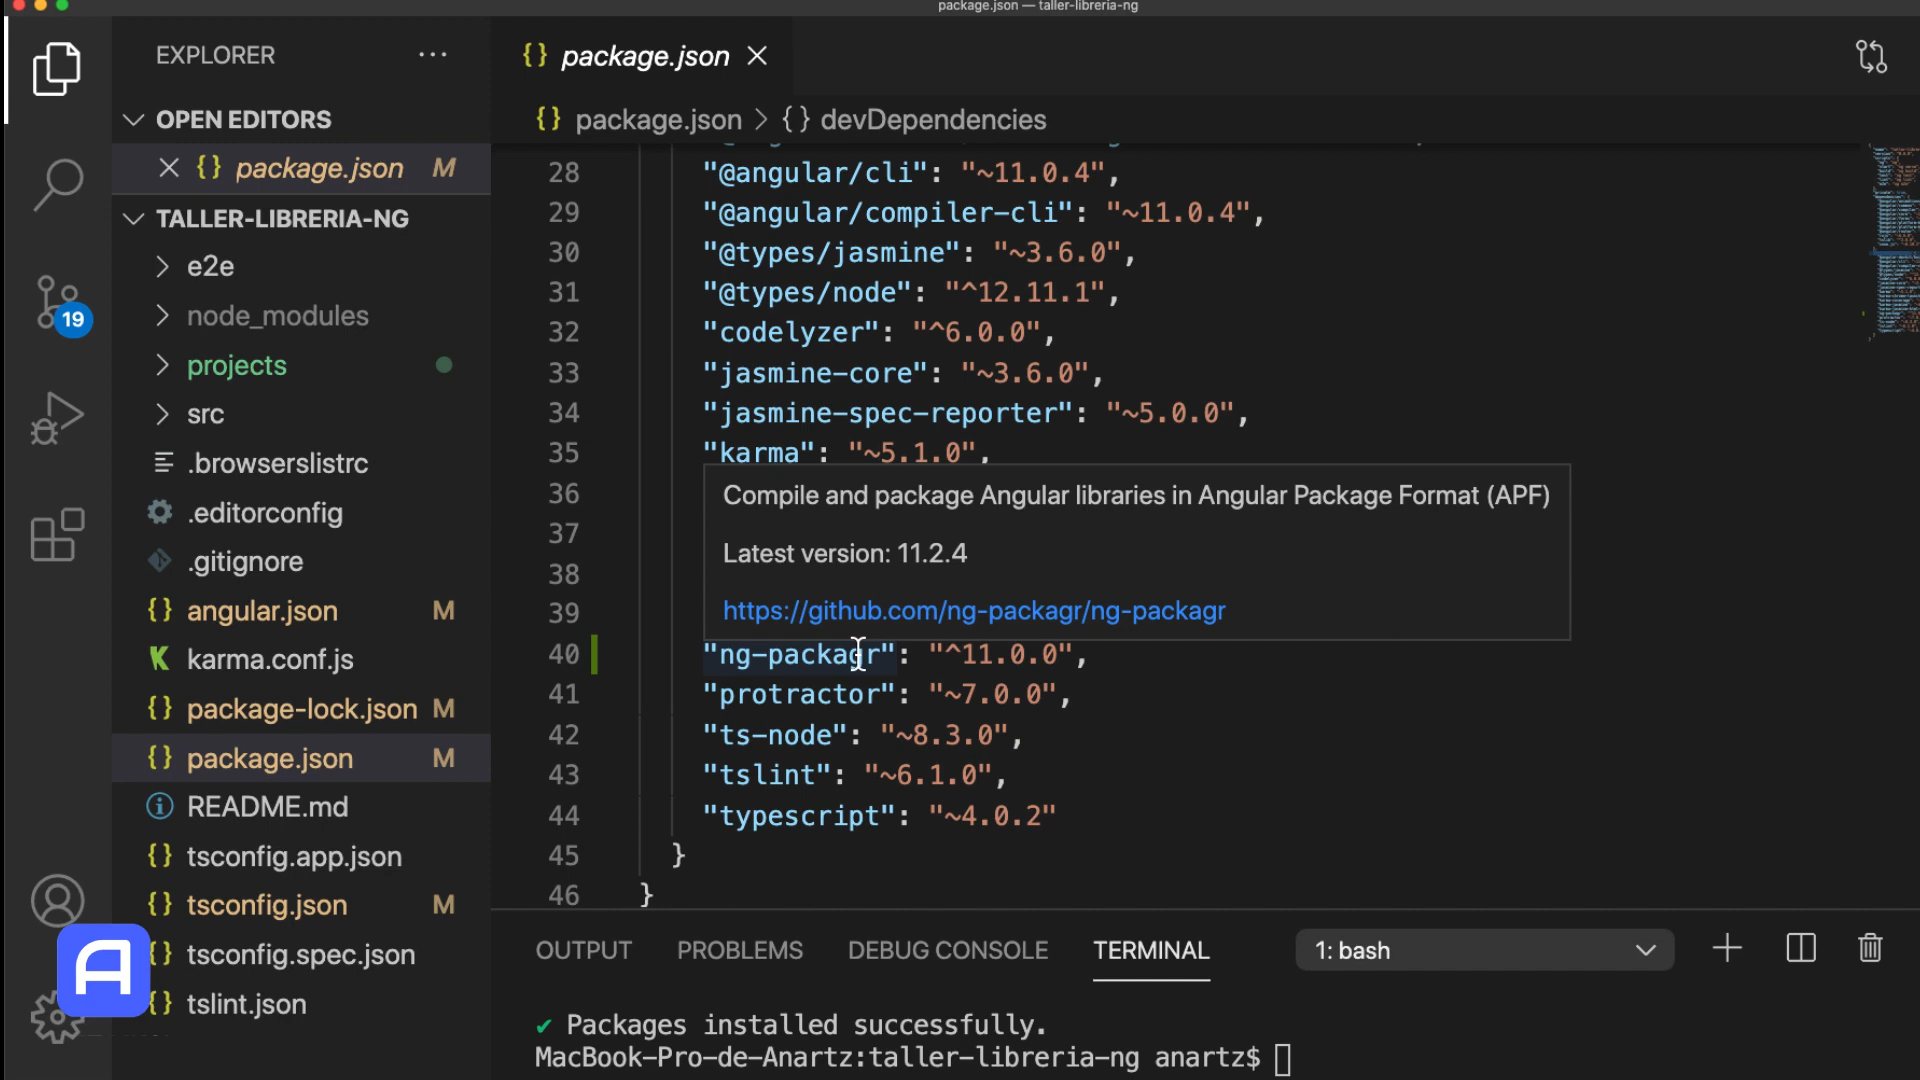 package.json — taller-libreria-ng
EXPLORER
package.json
OPEN EDITORS
package.json > {} devDependencies
package.json M
TALLER-LIBRERIA-NG
e2e
node_modules
projects
src
.browserslistrc
.editorconfig
.gitignore
angular.json M
karma.conf.js
package-lock.json M
package.json M
README.md
tsconfig.app.json
tsconfig.json M
tsconfig.spec.json
tslint.json
19
28 "@angular/cli": "~11.0.4",
29 "@angular/compiler-cli": "~11.0.4",
30 "@types/jasmine": "~3.6.0",
31 "@types/node": "^12.11.1",
32 "codelyzer": "^6.0.0",
33 "jasmine-core": "~3.6.0",
34 "jasmine-spec-reporter": "~5.0.0",
35 "karma": "~5.1.0",
36
37
38
39
Compile and package Angular libraries in Angular Package Format (APF)
Latest version: 11.2.4
https://github.com/ng-packagr/ng-packagr
40 "ng-packagr": "^11.0.0",
41 "protractor": "~7.0.0",
42 "ts-node": "~8.3.0",
43 "tslint": "~6.1.0",
44 "typescript": "~4.0.2"
45 }
46 }
OUTPUT PROBLEMS DEBUG CONSOLE TERMINAL 1: bash
✔ Packages installed successfully.
MacBook-Pro-de-Anartz:taller-libreria-ng anartz$